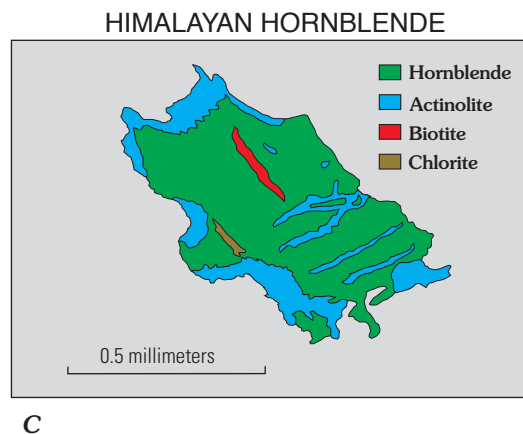 HIMALAYAN HORNBLENDE
Hornblende
Actinolite
Biotite
Chlorite
0.5 millimeters
C